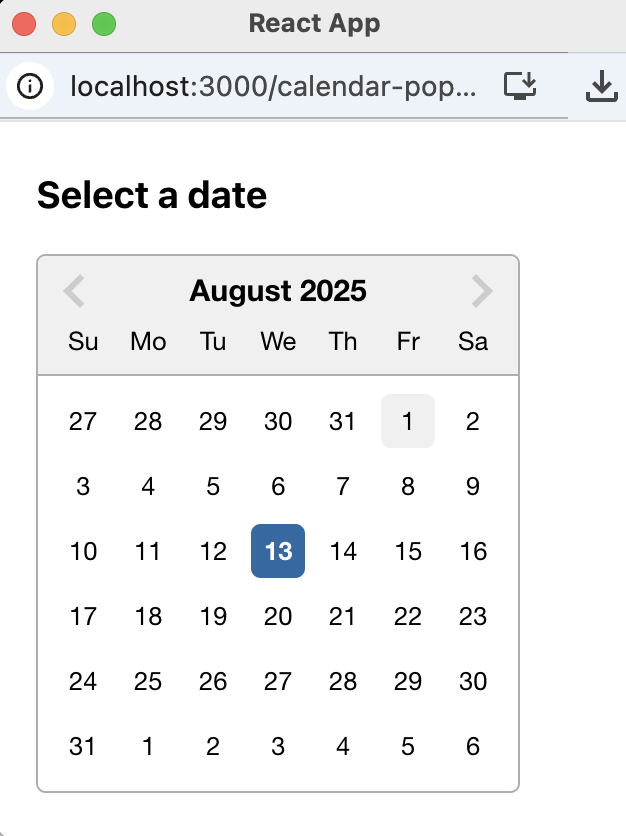 React App
localhost:3000/calendar-pop...
Select a date
August 2025
Su Mo Tu We Th Fr Sa
27 28 29 30 31 1 2
3 4 5 6 7 8 9
10 11 12 13 14 15 16
17 18 19 20 21 22 23
24 25 26 27 28 29 30
31 1 2 3 4 5 6